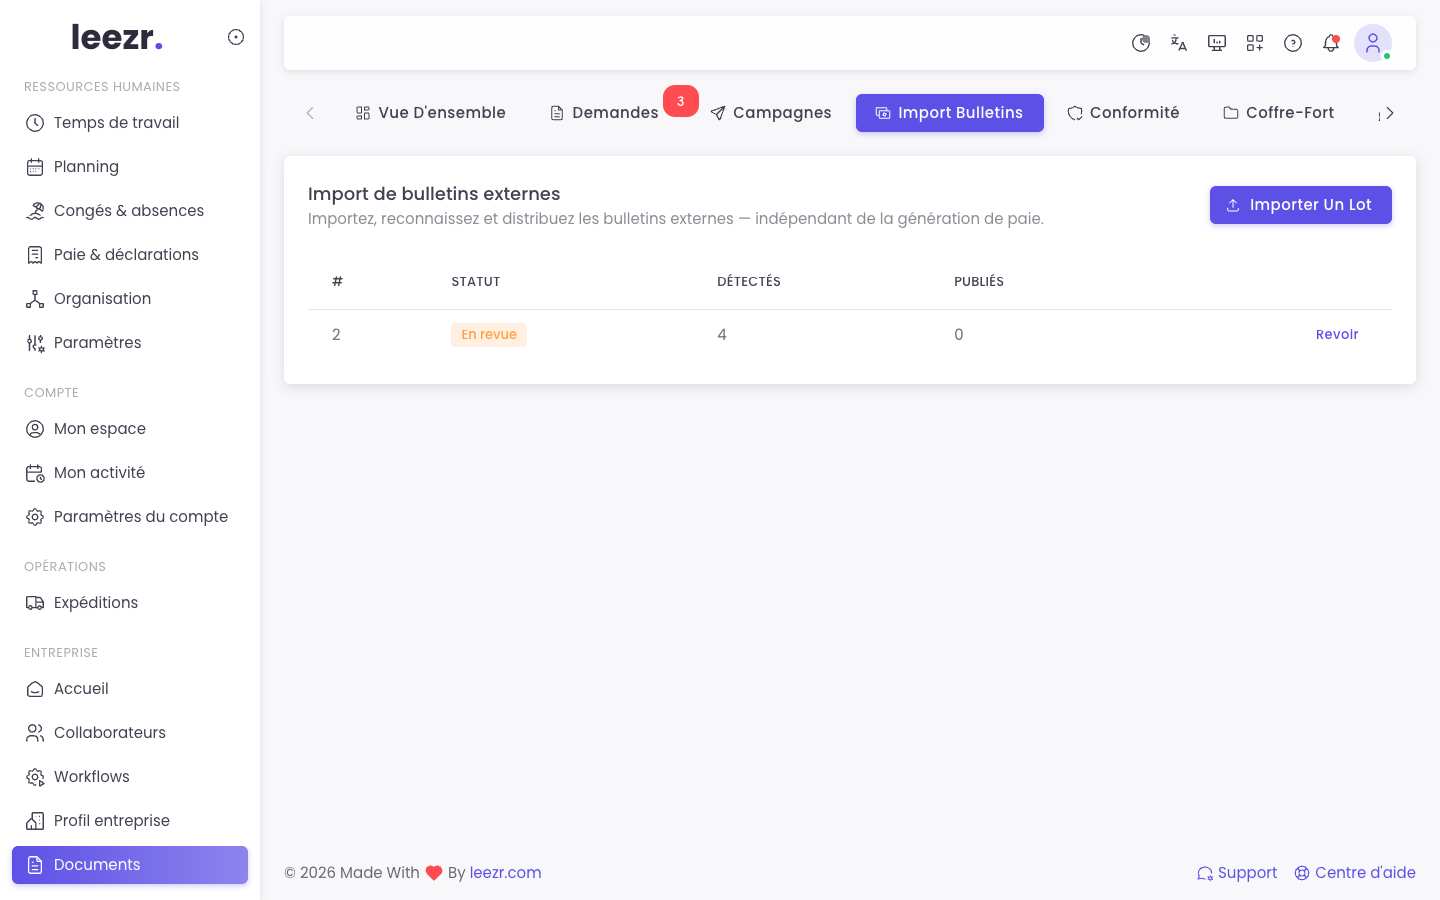 leezr.
RESSOURCES HUMAINES
Temps de travail
Planning
Congés & absences
Paie & déclarations
Organisation
Paramètres
COMPTE
Mon espace
Mon activité
Paramètres du compte
OPÉRATIONS
Expéditions
ENTREPRISE
Accueil
Collaborateurs
Workflows
Profil entreprise
Documents
Vue D'ensemble
Demandes
3
Campagnes
Import Bulletins
Conformité
Coffre-Fort
Import de bulletins externes
Importez, reconnaissez et distribuez les bulletins externes — indépendant de la génération de paie.
Importer Un Lot
# STATUT DÉTECTÉS PUBLIÉS
2 En revue 4 0 Revoir
© 2026 Made With By leezr.com
Support
Centre d'aide